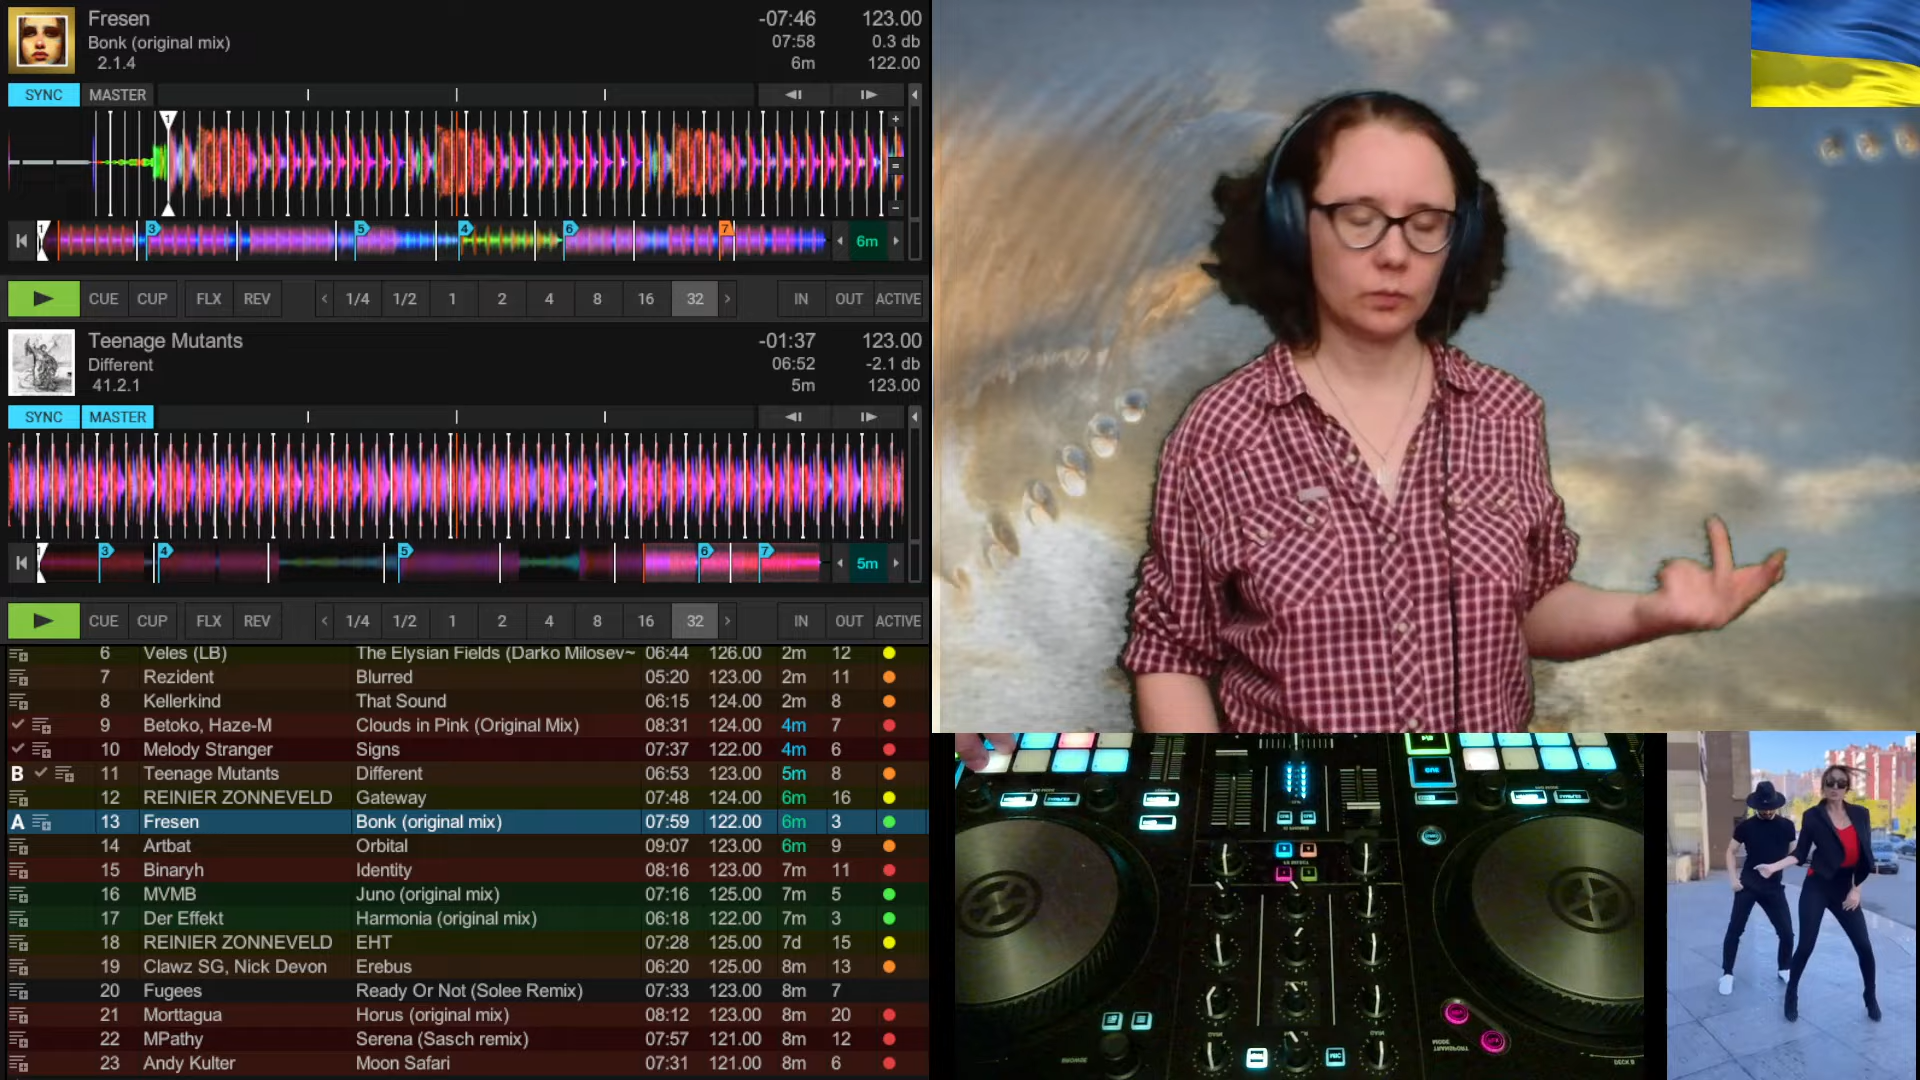 Fresen -07:46 123.00
Bonk (original mix) 07:58 0.3 db
2.1.4 6m 122.00
SYNC MASTER
1
1 3 5 4 6 7 6m
CUE CUP FLX REV 1/4 1/2 1 2 4 8 16 32 IN OUT ACTIVE
Teenage Mutants -01:37 123.00
Different 06:52 -2.1 db
41.2.1 5m 123.00
SYNC MASTER
1 3 4 5 6 7 5m
CUE CUP FLX REV 1/4 1/2 1 2 4 8 16 32 IN OUT ACTIVE
6 Veles (LB) The Elysian Fields (Darko Milosev~ 06:44 126.00 2m 12
7 Rezident Blurred 05:20 123.00 2m 11
8 Kellerkind That Sound 06:15 124.00 2m 8
9 Betoko, Haze-M Clouds in Pink (Original Mix) 08:31 124.00 4m 7
10 Melody Stranger Signs 07:37 122.00 4m 6
B 11 Teenage Mutants Different 06:53 123.00 5m 8
12 REINIER ZONNEVELD Gateway 07:48 124.00 6m 16
A 13 Fresen Bonk (original mix) 07:59 122.00 6m 3
14 Artbat Orbital 09:07 123.00 6m 9
15 Binaryh Identity 08:16 123.00 7m 11
16 MVMB Juno (original mix) 07:16 125.00 7m 5
17 Der Effekt Harmonia (original mix) 06:18 122.00 7m 3
18 REINIER ZONNEVELD EHT 07:28 125.00 7d 15
19 Clawz SG, Nick Devon Erebus 06:20 125.00 8m 13
20 Fugees Ready Or Not (Solee Remix) 07:33 123.00 8m 7
21 Morttagua Horus (original mix) 08:12 123.00 8m 20
22 MPathy Serena (Sasch remix) 07:57 121.00 8m 12
23 Andy Kulter Moon Safari 07:31 121.00 8m 6